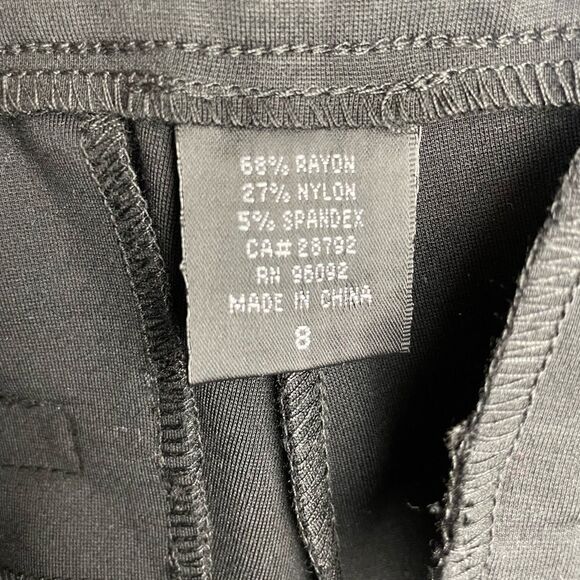 68% RAYON
27% NYLON
5% SPANDEX
CA# 28792
RN 96092
MADE IN CHINA
8